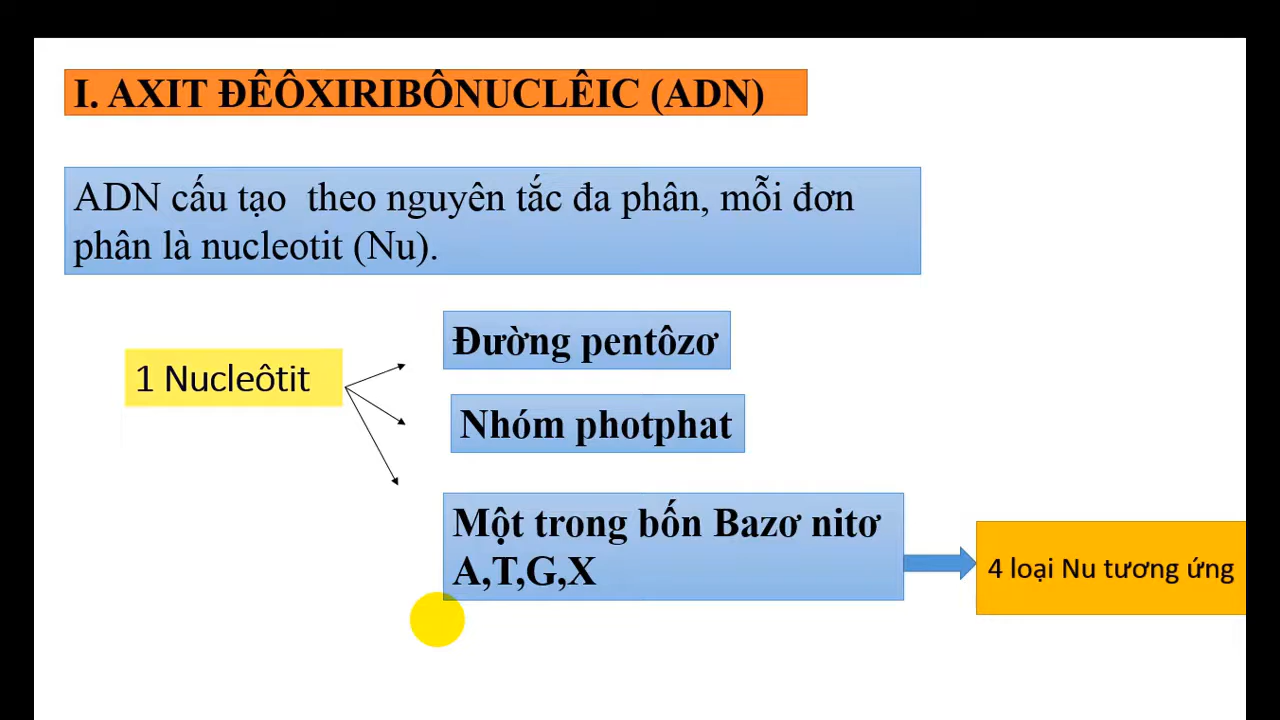 I. AXIT ĐÊÔXIRIBÔNUCLÊIC (ADN)
ADN cấu tạo theo nguyên tắc đa phân, mỗi đơn
phân là nucleotit (Nu).
Đường pentôzơ
1 Nucleôtit
Nhóm photphat
Một trong bốn Bazơ nitơ
A,T,G,X
4 loại Nu tương ứng